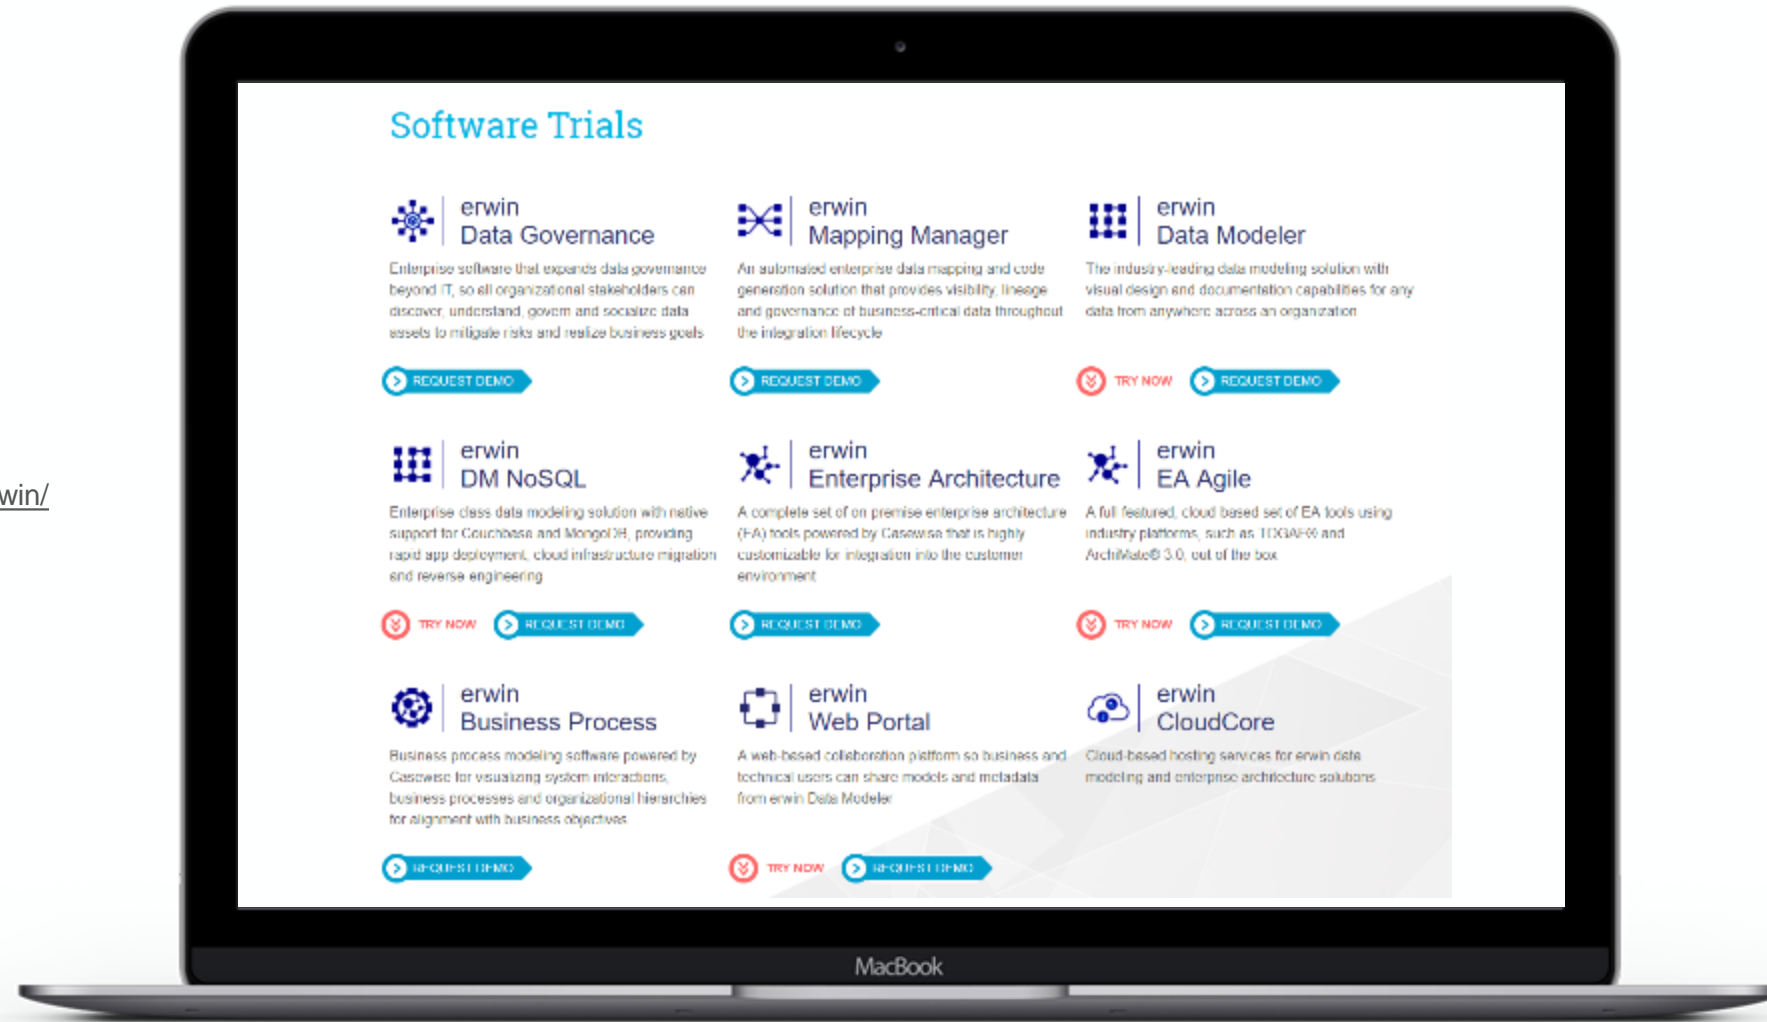 Software Trials
erwin
Data Governance
Enterprise software that expands data governance
beyond IT, so all organizational stakeholders can
discover, understand, govern and socialize data
assets to mitigate risks and realize business goals
REQUEST DEMO
erwin
Mapping Manager
An automated enterprise data mapping and code
generation solution that provides visibility, lineage
and governance of business-critical data throughout
the integration lifecycle
REQUEST DEMO
erwin
Data Modeler
The industry-leading data modeling solution with
visual design and documentation capabilities for any
data from anywhere across an organization
TRY NOW REQUEST DEMO
win/
erwin
DM NoSQL
Enterprise class data modeling solution with native
support for Couchbase and MongoDB, providing
rapid app deployment, cloud infrastructure migration
and reverse engineering
TRY NOW REQUEST DEMO
erwin
Enterprise Architecture
A complete set of on premise enterprise architecture
(EA) tools powered by Casewise that is highly
customizable for integration into the customer
environment
REQUEST DEMO
erwin
EA Agile
A full featured, cloud based set of EA tools using
industry platforms, such as TOGAF® and
ArchiMate® 3.0, out of the box
TRY NOW REQUEST DEMO
erwin
Business Process
Business process modeling software powered by
Casewise for visualizing system interactions,
business processes and organizational hierarchies
for alignment with business objectives
REQUEST DEMO
erwin
Web Portal
A web-based collaboration platform so business and
technical users can share models and metadata
from erwin Data Modeler
TRY NOW REQUEST DEMO
erwin
CloudCore
Cloud-based hosting services for erwin data
modeling and enterprise architecture solutions
MacBook